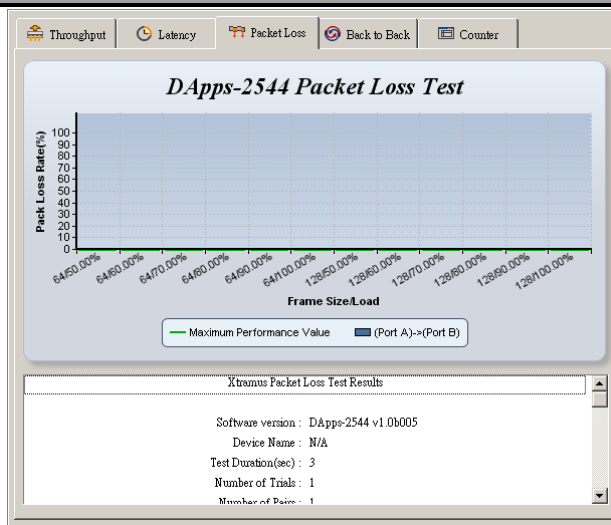 Throughput Latency Packet Loss Back to Back Counter
DApps-2544 Packet Loss Test
Pack Loss Rate(%)
100
90
80
70
60
50
40
30
20
10
0
64/50.00% 64/60.00% 64/70.00% 64/80.00% 64/90.00% 64/100.00% 128/50.00% 128/60.00% 128/70.00% 128/80.00% 128/90.00% 128/100.00%
Frame Size/Load
Maximum Performance Value (Port A)->(Port B)
Xtramus Packet Loss Test Results
Software version : DApps-2544 v1.0b005
Device Name : N/A
Test Duration(sec) : 3
Number of Trials : 1
Number of Pairs : 1